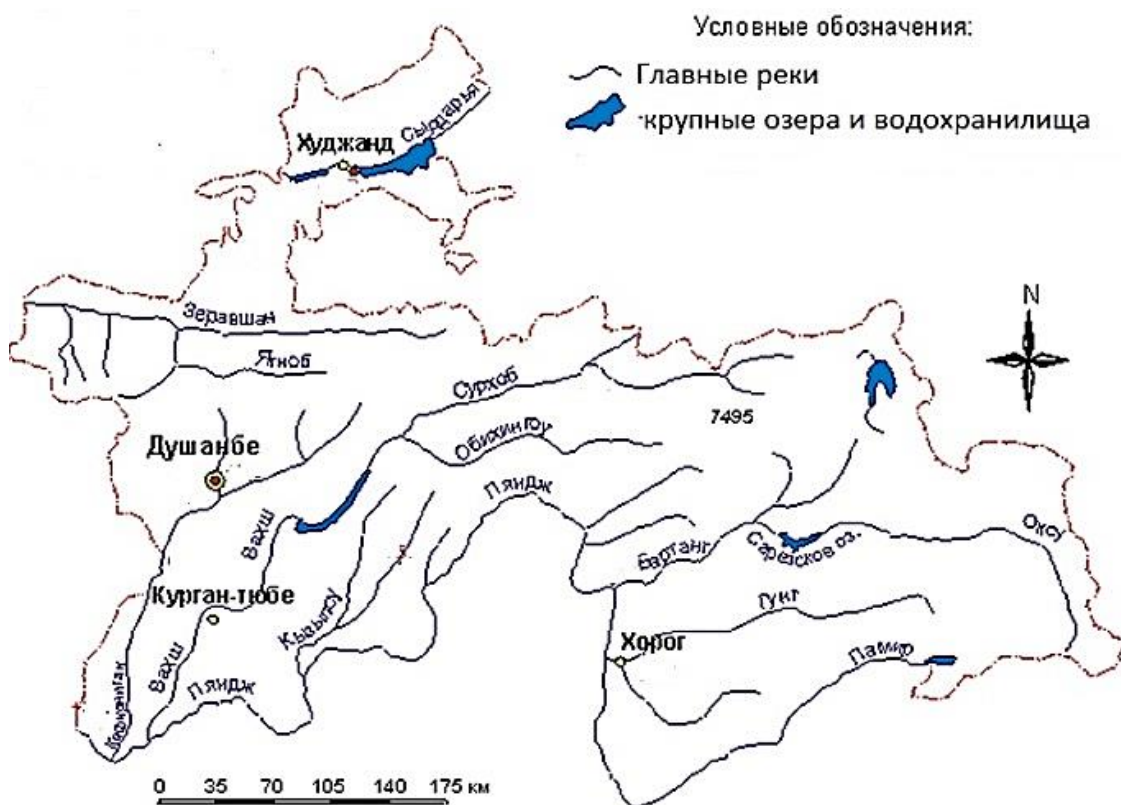 Условные обозначения:
Главные реки
-крупные озера и водохранилища
Сырдарья
Худжанд
N
Зеравшан
Ягноб
Сурхоб
7495
Обихингоу
Душанбе
Пяндж
Вахш
Бартанг
Сарезское оз.
Оксу
Курган-тюбе
Кызылсу
Гунт
Хорог
Памир
Вахш
Пяндж
Кафирниган
0 35 70 105 140 175 км